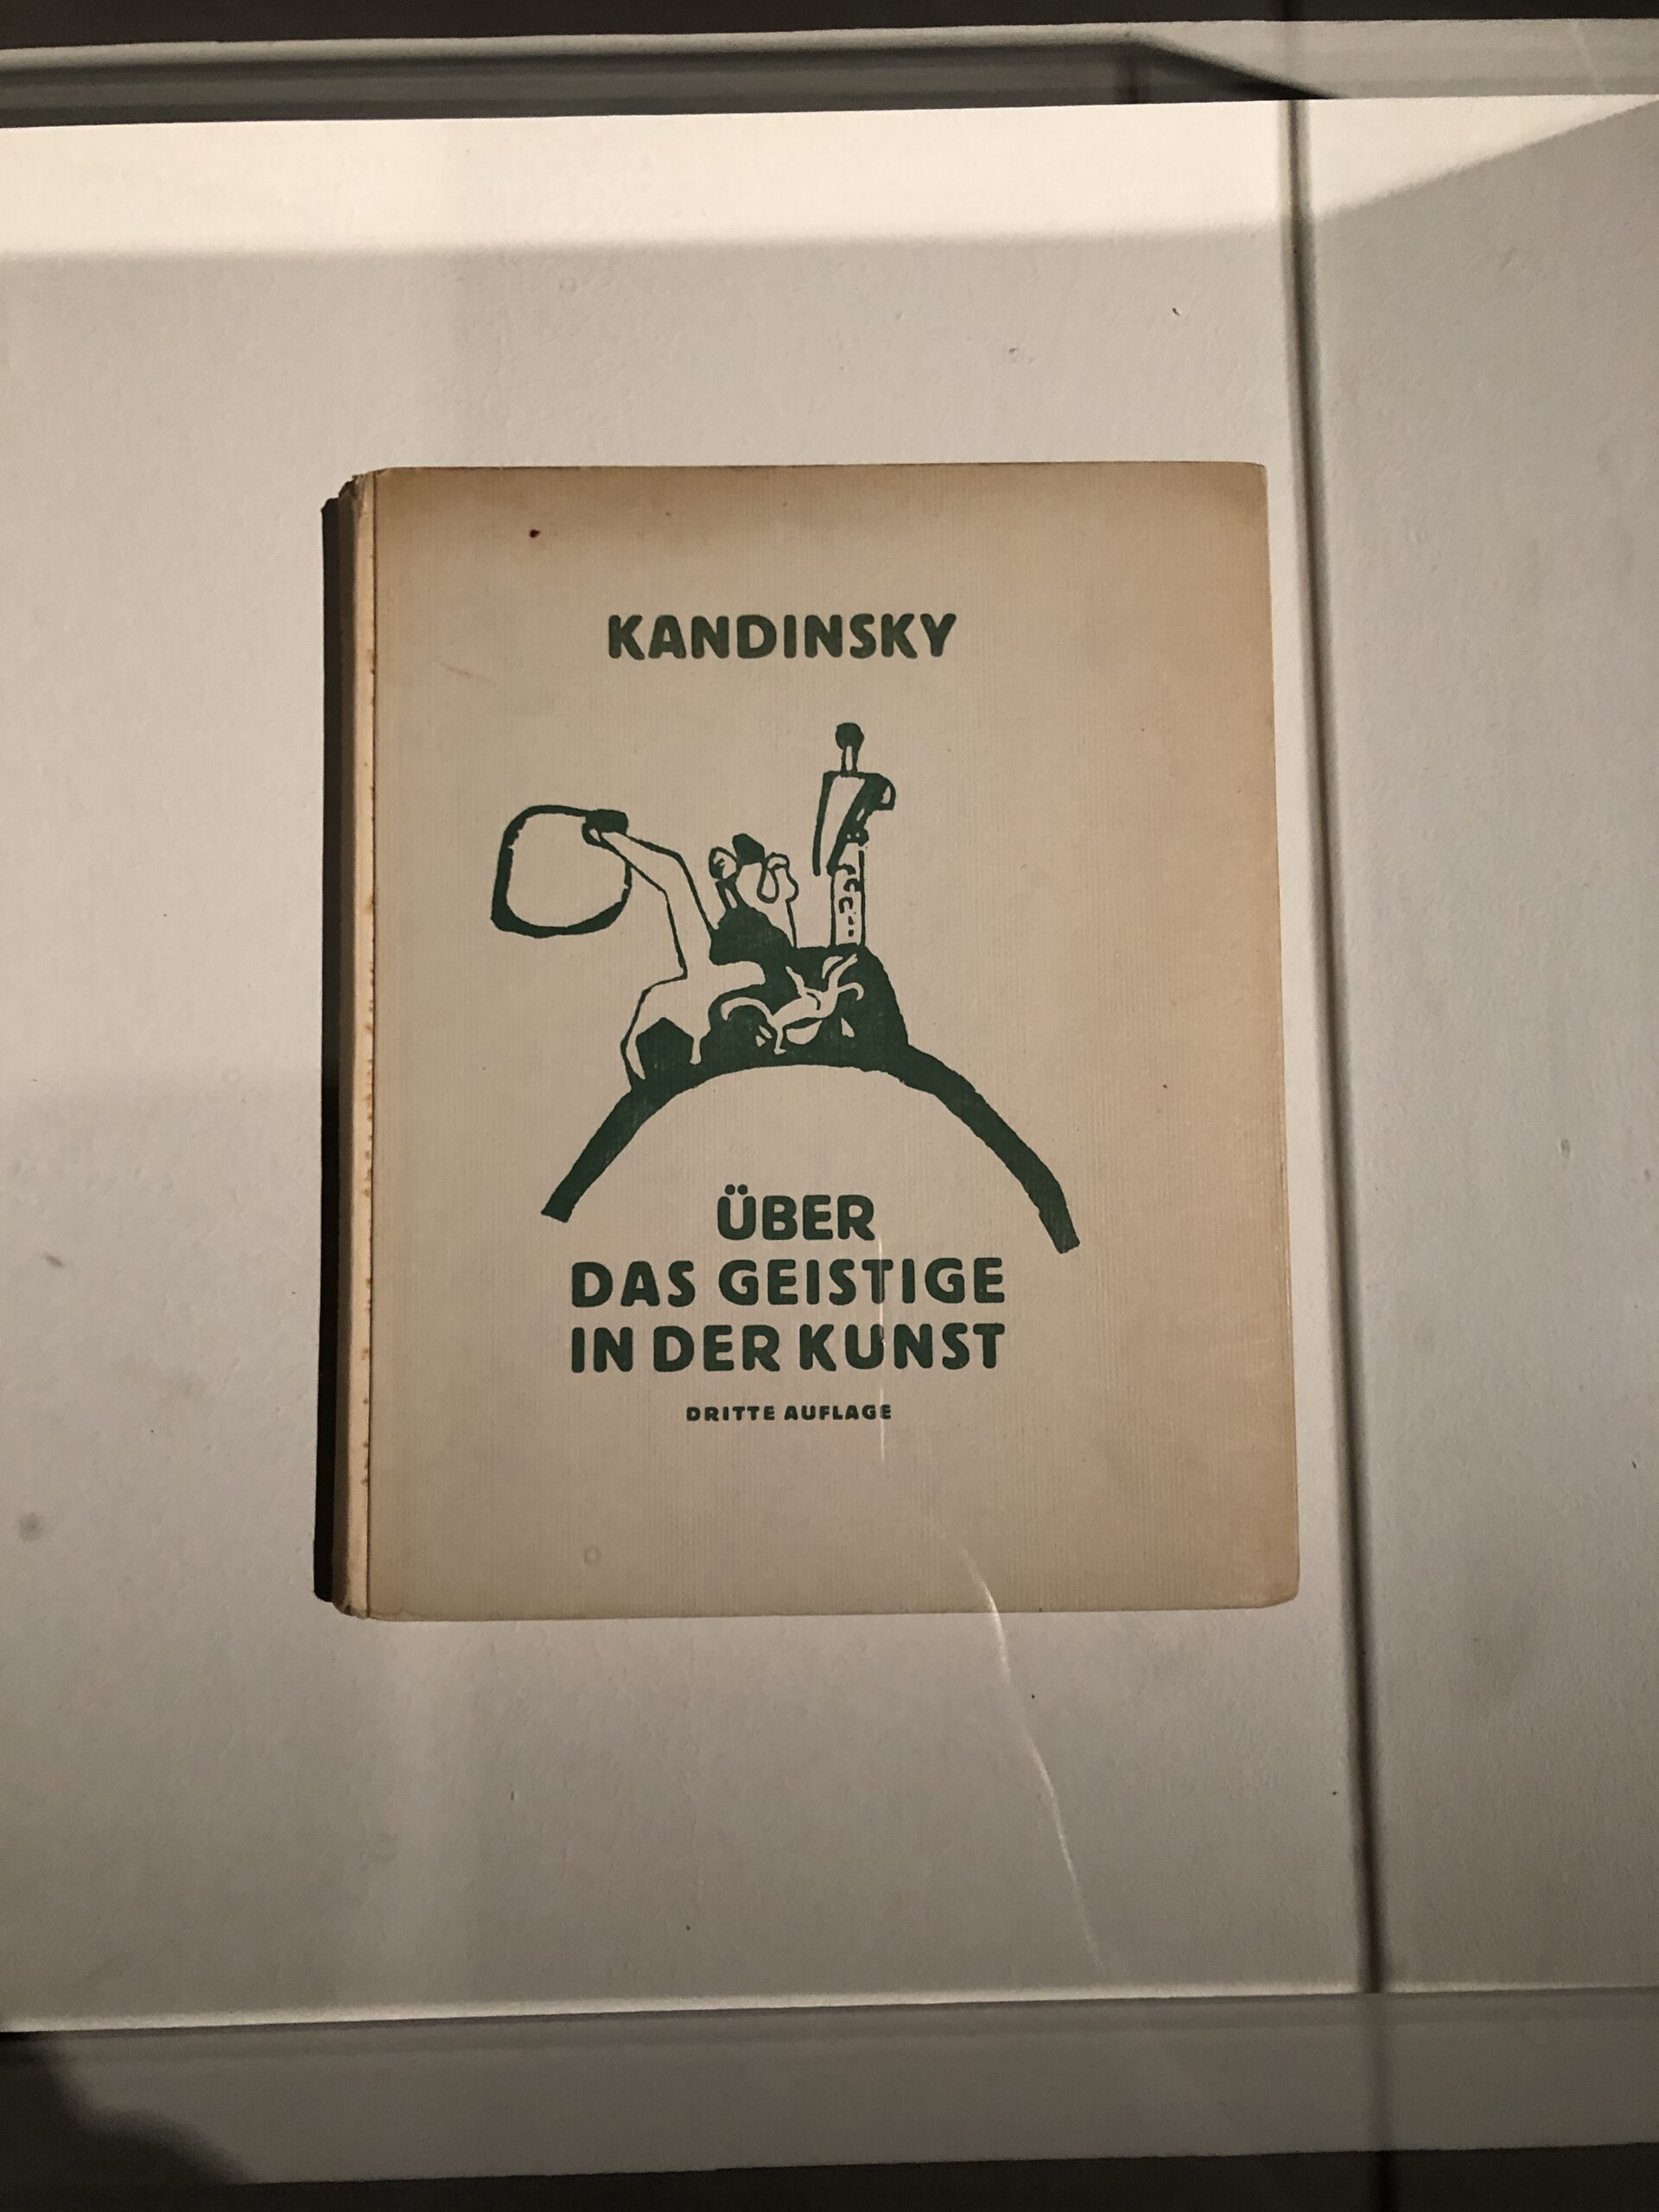 KANDINSKY
ÜBER
DAS GEISTIGE
IN DER KUNST
DRITTE AUFLAGE